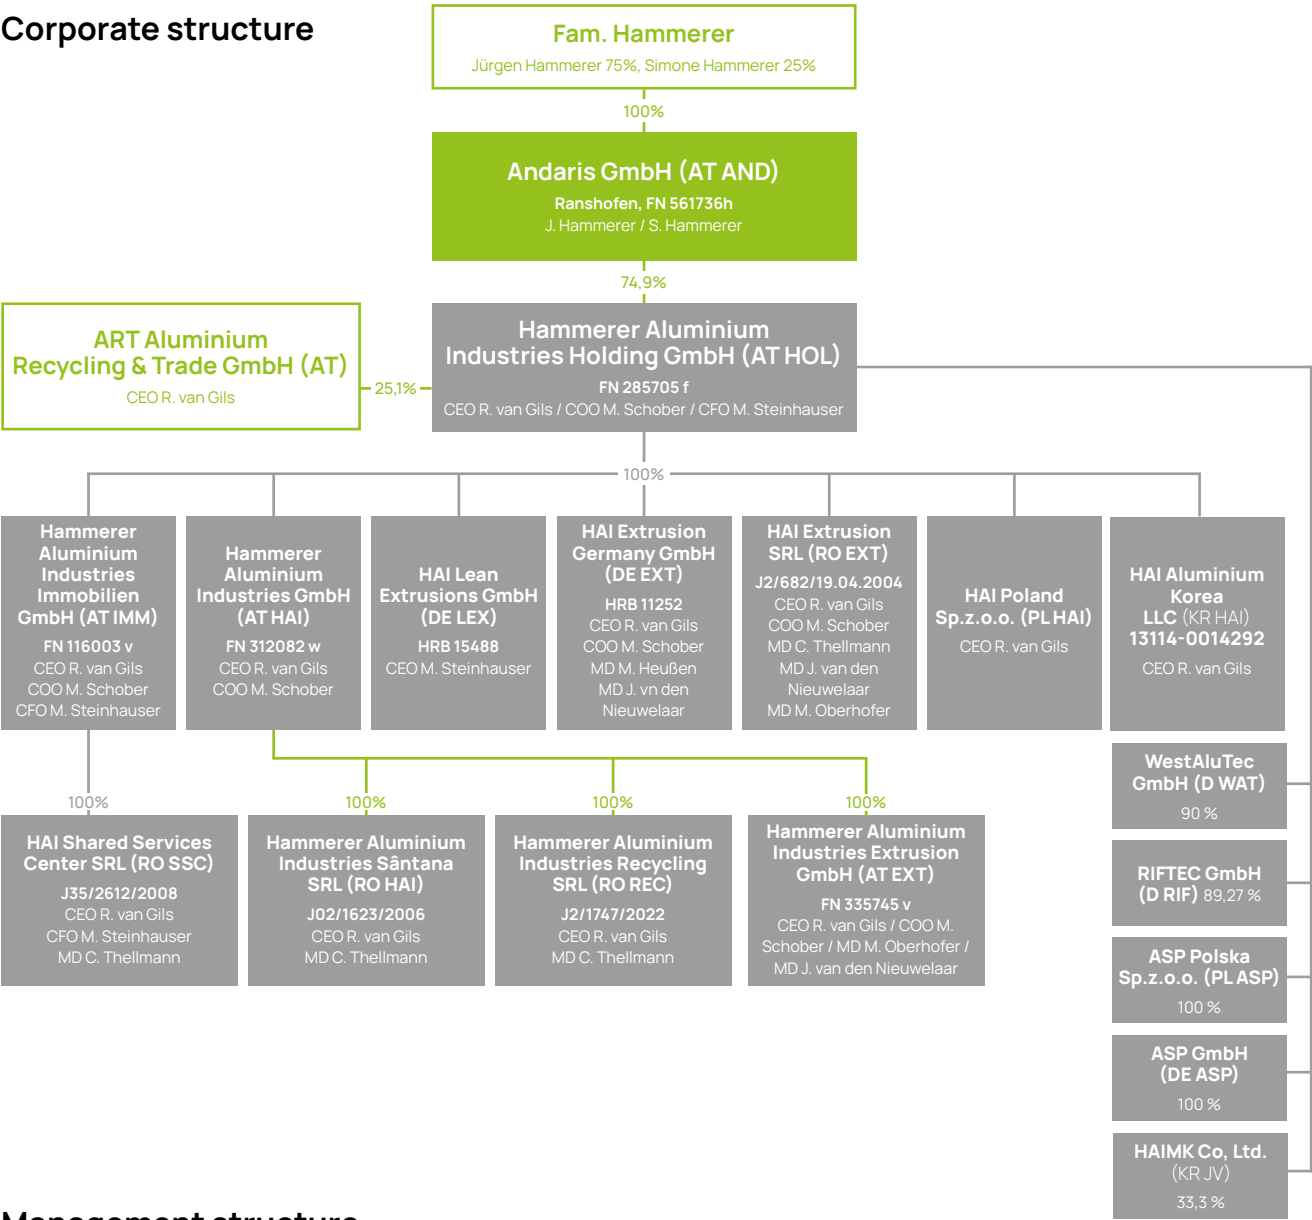 Corporate structure
Fam. Hammerer
Jürgen Hammerer 75%, Simone Hammerer 25%
100%
Andaris GmbH (AT AND)
Ranshofen, FN 561736h
J. Hammerer / S. Hammerer
74,9%
ART Aluminium
Recycling & Trade GmbH (AT)
CEO R. van Gils
25,1%
Hammerer Aluminium
Industries Holding GmbH (AT HOL)
FN 285705 f
CEO R. van Gils / COO M. Schober / CFO M. Steinhauser
100%
Hammerer
Aluminium
Industries
Immobilien
GmbH (AT IMM)
FN 116003 v
CEO R. van Gils
COO M. Schober
CFO M. Steinhauser
Hammerer
Aluminium
Industries GmbH
(AT HAI)
FN 312082 w
CEO R. van Gils
COO M. Schober
HAI Lean
Extrusions GmbH
(DE LEX)
HRB 15488
CEO M. Steinhauser
HAI Extrusion
Germany GmbH
(DE EXT)
HRB 11252
CEO R. van Gils
COO M. Schober
MD M. Heußen
MD J. vn den
Nieuwelaar
HAI Extrusion
SRL (RO EXT)
J2/682/19.04.2004
CEO R. van Gils
COO M. Schober
MD C. Thellmann
MD J. van den
Nieuwelaar
MD M. Oberhofer
HAI Poland
Sp.z.o.o. (PL HAI)
CEO R. van Gils
HAI Aluminium
Korea
LLC (KR HAI)
13114-0014292
CEO R. van Gils
100%
HAI Shared Services
Center SRL (RO SSC)
J35/2612/2008
CEO R. van Gils
CFO M. Steinhauser
MD C. Thellmann
100%
Hammerer Aluminium
Industries Sântana
SRL (RO HAI)
J02/1623/2006
CEO R. van Gils
MD C. Thellmann
100%
Hammerer Aluminium
Industries Recycling
SRL (RO REC)
J2/1747/2022
CEO R. van Gils
MD C. Thellmann
100%
Hammerer Aluminium
Industries Extrusion
GmbH (AT EXT)
FN 335745 v
CEO R. van Gils / COO M.
Schober / MD M. Oberhofer /
MD J. van den Nieuwelaar
WestAluTec
GmbH (D WAT)
90 %
RIFTEC GmbH
(D RIF) 89,27 %
ASP Polska
Sp.z.o.o. (PL ASP)
100 %
ASP GmbH
(DE ASP)
100 %
HAIMK Co, Ltd.
(KR JV)
33,3 %
Management structure